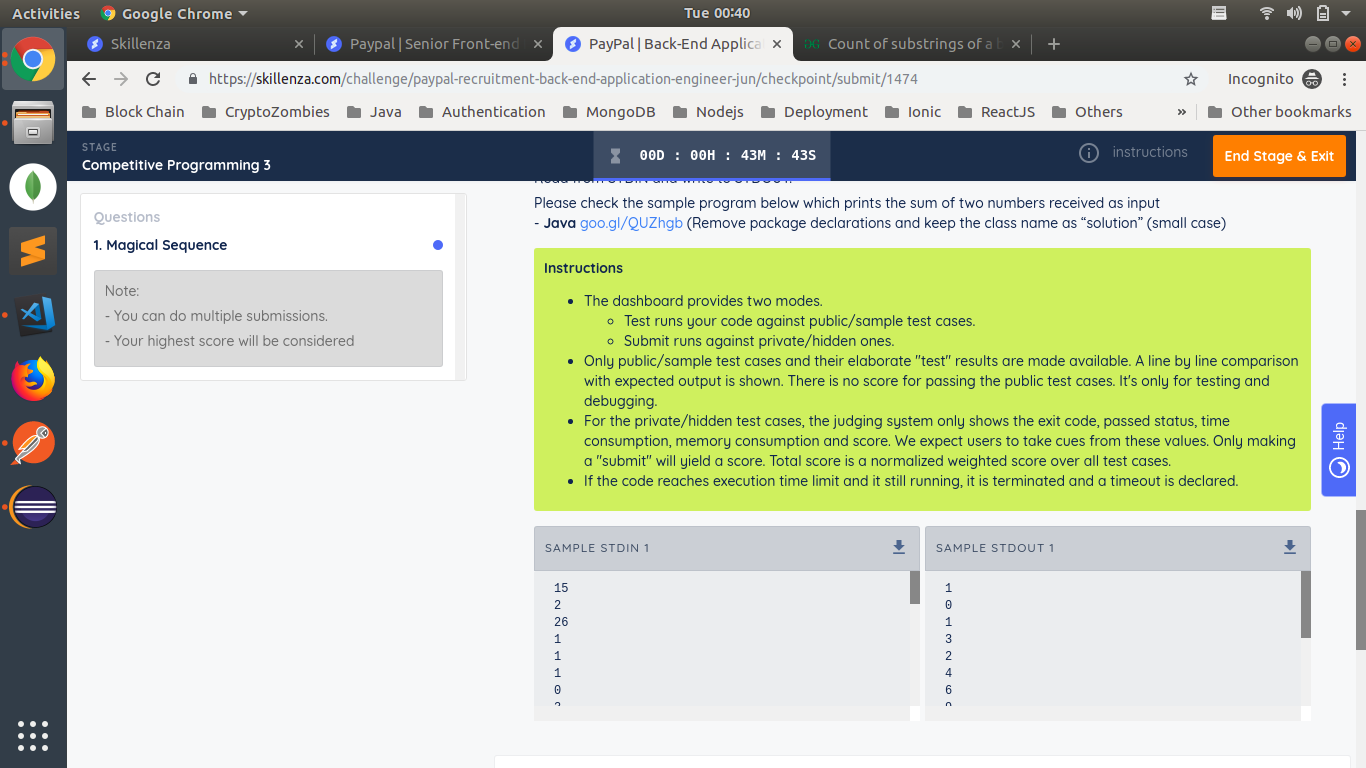 Activities Google Chrome Tue 00:40
Skillenza Paypal | Senior Front-end PayPal | Back-End Applica Count of substrings of a b
https://skillenza.com/challenge/paypal-recruitment-back-end-application-engineer-jun/checkpoint/submit/1474 Incognito
Block Chain CryptoZombies Java Authentication MongoDB Nodejs Deployment Ionic ReactJS Others » Other bookmarks
STAGE
Competitive Programming 3
00D : 00H : 43M : 43S
instructions
End Stage & Exit
Questions
1. Magical Sequence
Note:
- You can do multiple submissions.
- Your highest score will be considered
Read from STDIN and write to STDOUT.
Please check the sample program below which prints the sum of two numbers received as input
- Java goo.gl/QUZhgb (Remove package declarations and keep the class name as “solution” (small case)
Instructions
The dashboard provides two modes.
Test runs your code against public/sample test cases.
Submit runs against private/hidden ones.
Only public/sample test cases and their elaborate "test" results are made available. A line by line comparison
with expected output is shown. There is no score for passing the public test cases. It's only for testing and
debugging.
For the private/hidden test cases, the judging system only shows the exit code, passed status, time
consumption, memory consumption and score. We expect users to take cues from these values. Only making
a "submit" will yield a score. Total score is a normalized weighted score over all test cases.
If the code reaches execution time limit and it still running, it is terminated and a timeout is declared.
Help
SAMPLE STDIN 1
15
2
26
1
1
1
0
SAMPLE STDOUT 1
1
0
1
3
2
4
6